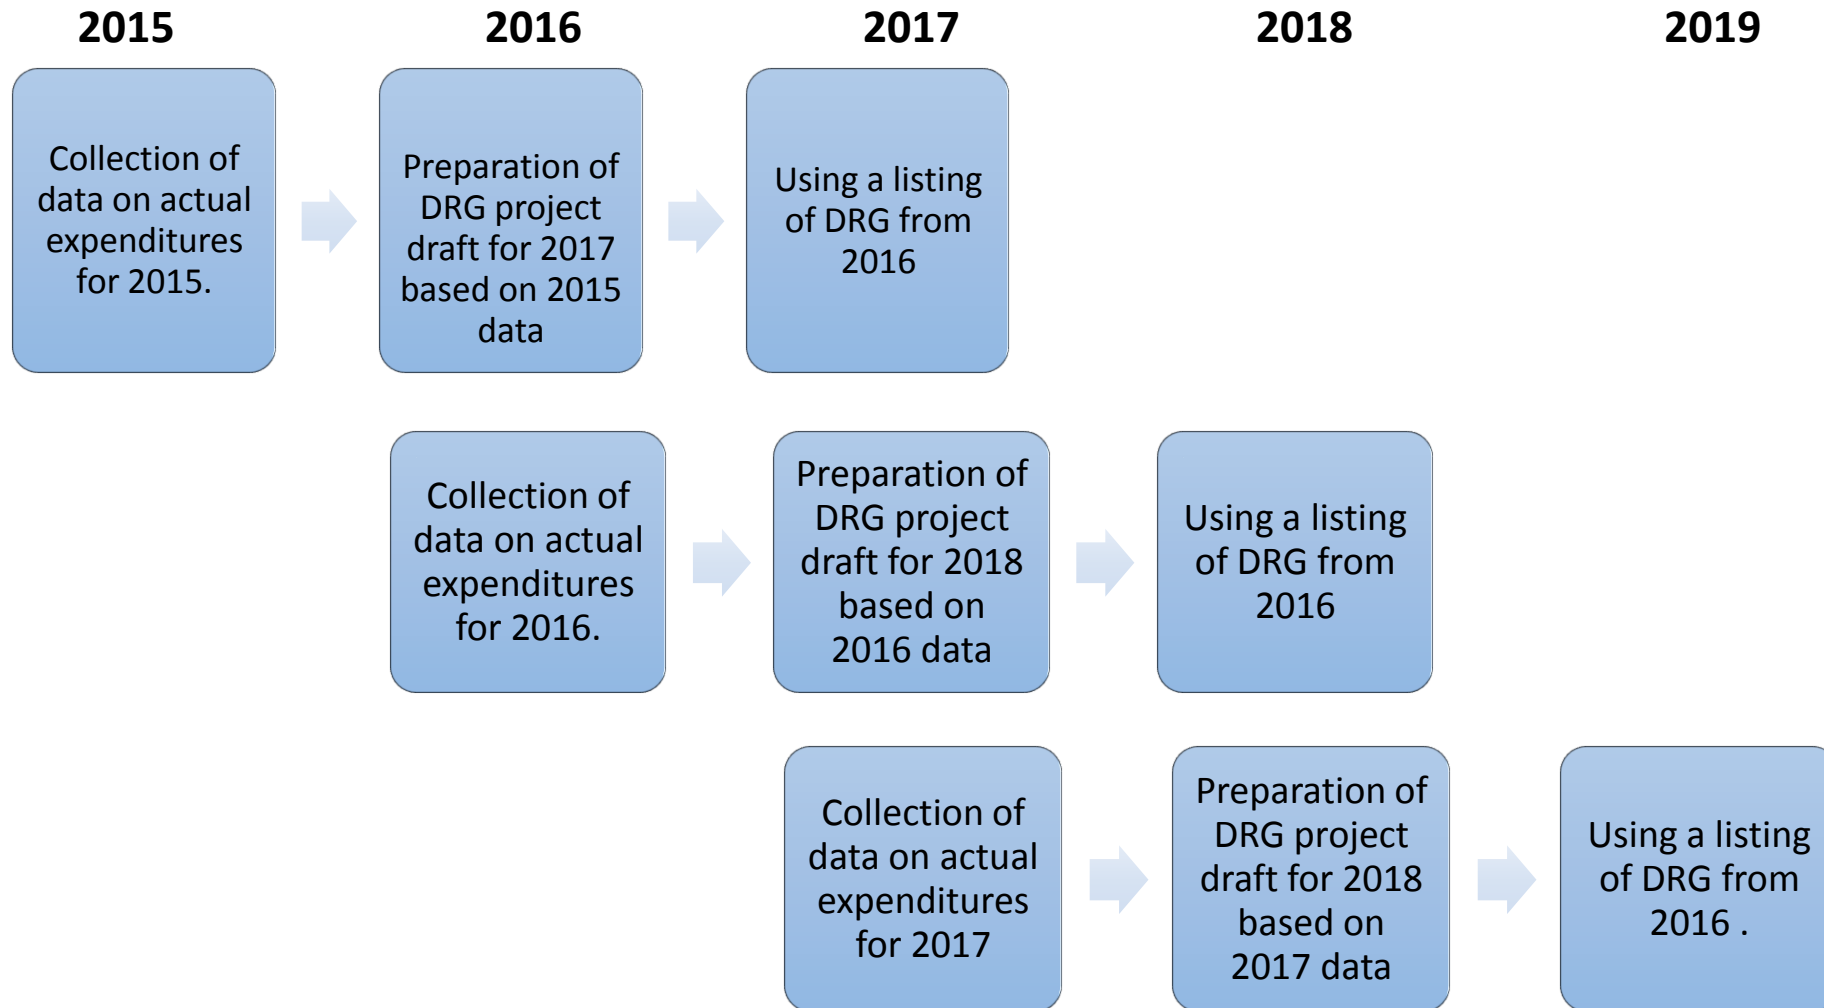 2015
2016
2017
2018
2019
Collection of
data on actual
expenditures
for 2015.
Preparation of
DRG project
draft for 2017
based on 2015
data
Using a listing
of DRG from
2016
Collection of
data on actual
expenditures
for 2016.
Preparation of
DRG project
draft for 2018
based on
2016 data
Using a listing
of DRG from
2016
Collection of
data on actual
expenditures
for 2017
Preparation of
DRG project
draft for 2018
based on
2017 data
Using a listing
of DRG from
2016 .